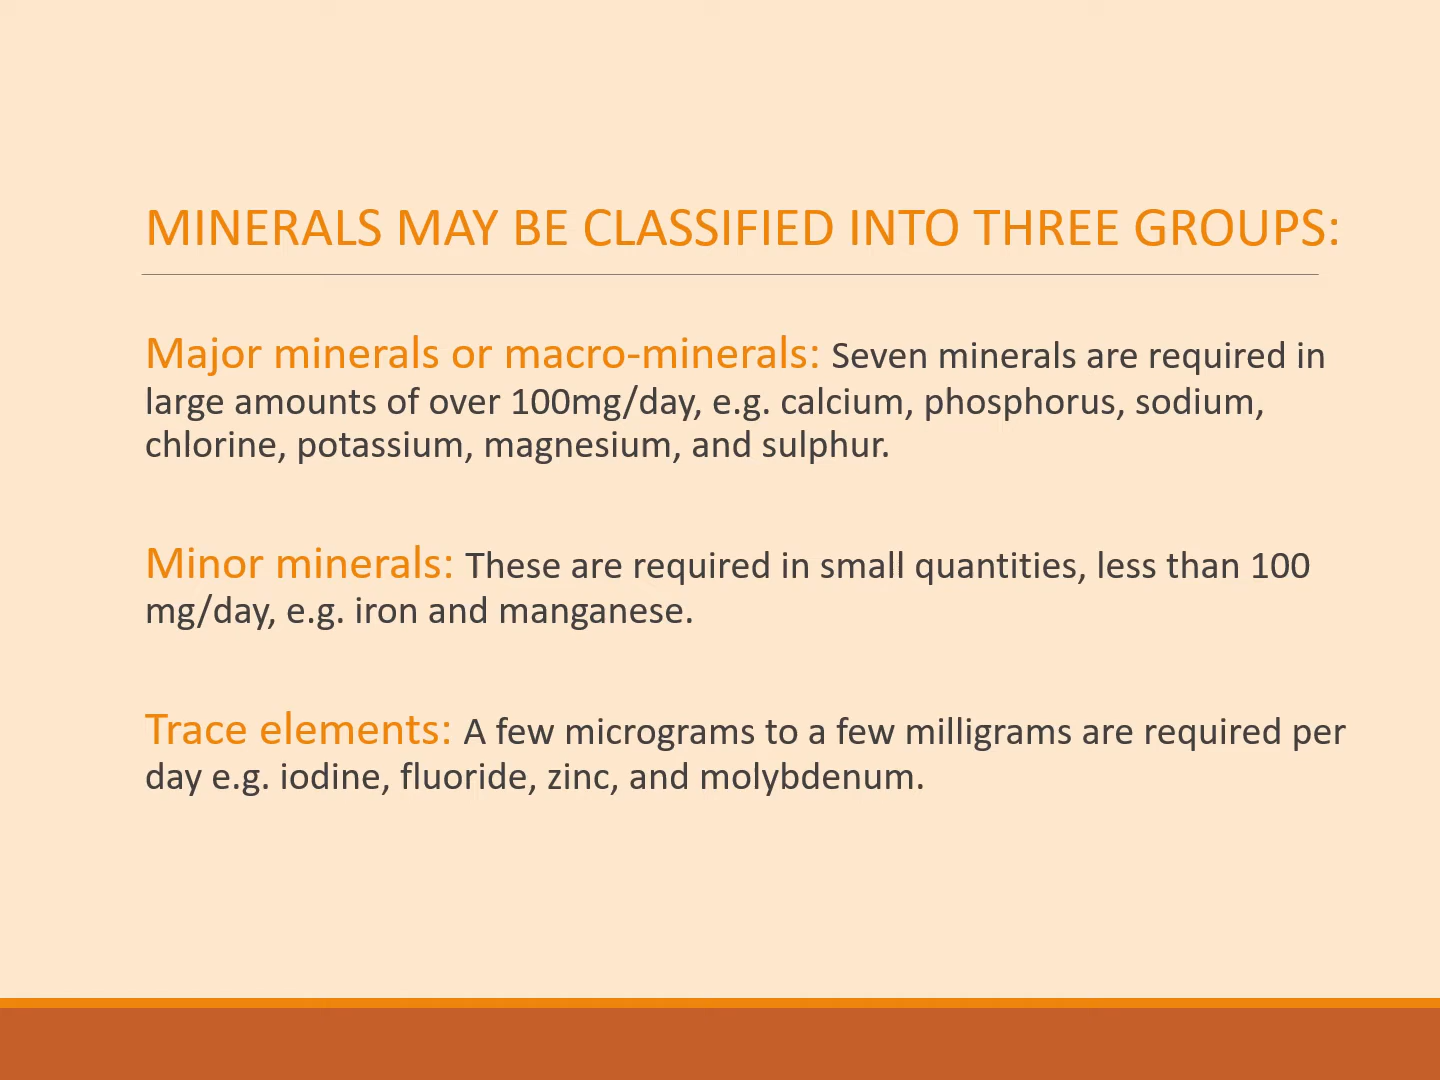 MINERALS MAY BE CLASSIFIED INTO THREE GROUPS:
Major minerals or macro-minerals: Seven minerals are required in
large amounts of over 100mg/day, e.g. calcium, phosphorus, sodium,
chlorine, potassium, magnesium, and sulphur.
Minor minerals: These are required in small quantities, less than 100
mg/day, e.g. iron and manganese.
Trace elements: A few micrograms to a few milligrams are required per
day e.g. iodine, fluoride, zinc, and molybdenum.